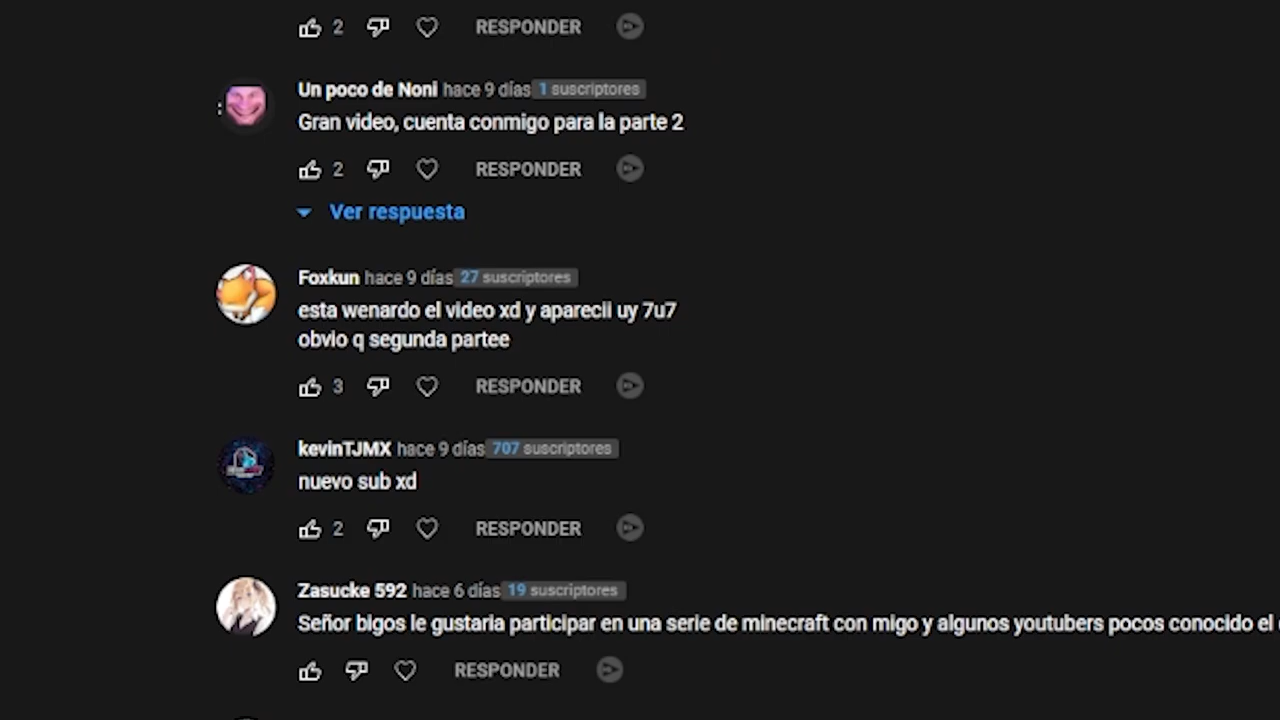 2 RESPONDER
Un poco de Noni hace 9 días 1 suscriptores
Gran video, cuenta conmigo para la parte 2
2 RESPONDER
Ver respuesta
Foxkun hace 9 días 27 suscriptores
esta wenardo el video xd y aparecii uy 7u7
obvio q segunda partee
3 RESPONDER
kevinTJMX hace 9 días 707 suscriptores
nuevo sub xd
2 RESPONDER
Zasucke 592 hace 6 días 19 suscriptores
Señor bigos le gustaria participar en una serie de minecraft con migo y algunos youtubers pocos conocido el
RESPONDER